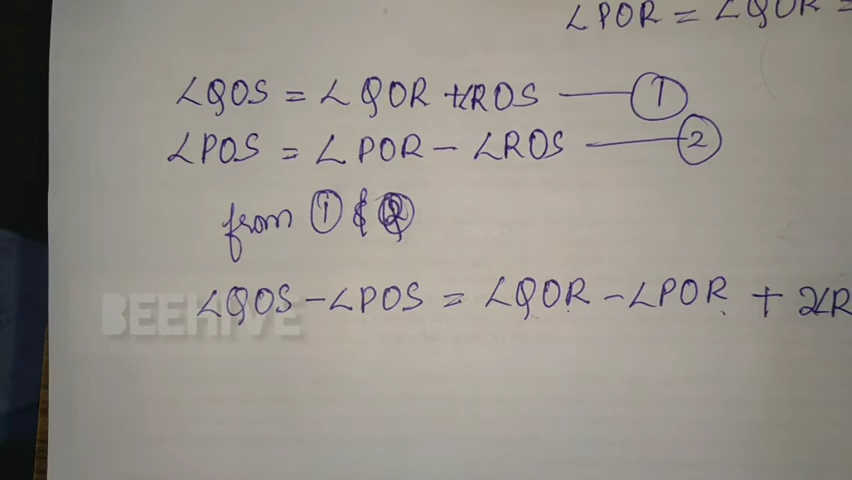 ∠POR = ∠QOR =
∠QOS = ∠QOR + ∠ROS — ①
∠POS = ∠POR - ∠ROS — ②
from ① & ②
∠QOS - ∠POS = ∠QOR - ∠POR + 2∠R
BEEHIVE